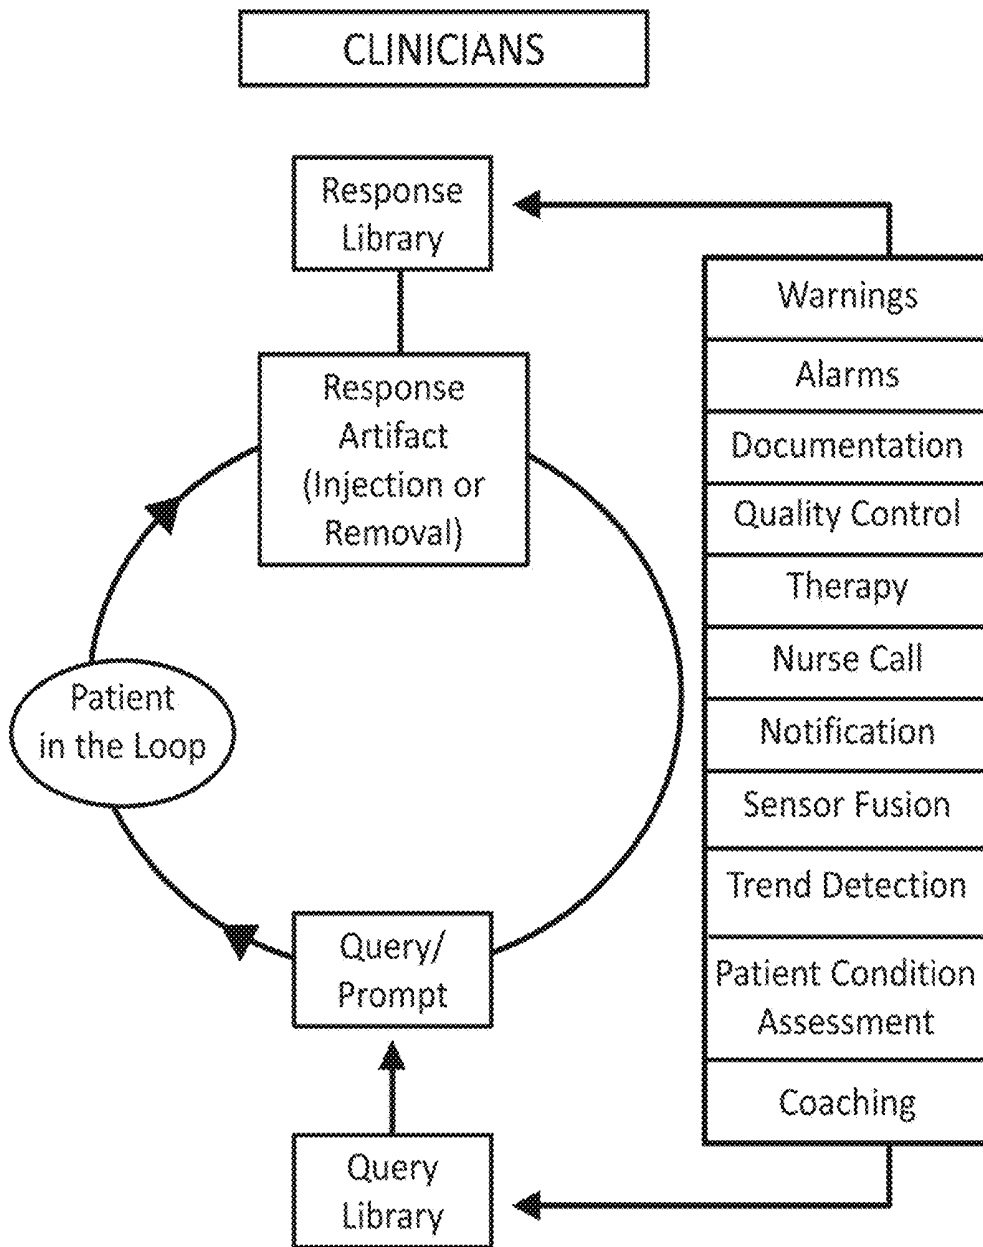 CLINICIANS
Response
Library
Response
Artifact
(Injection or
Removal)
Patient
in the Loop
Query/
Prompt
Query
Library
Warnings
Alarms
Documentation
Quality Control
Therapy
Nurse Call
Notification
Sensor Fusion
Trend Detection
Patient Condition
Assessment
Coaching